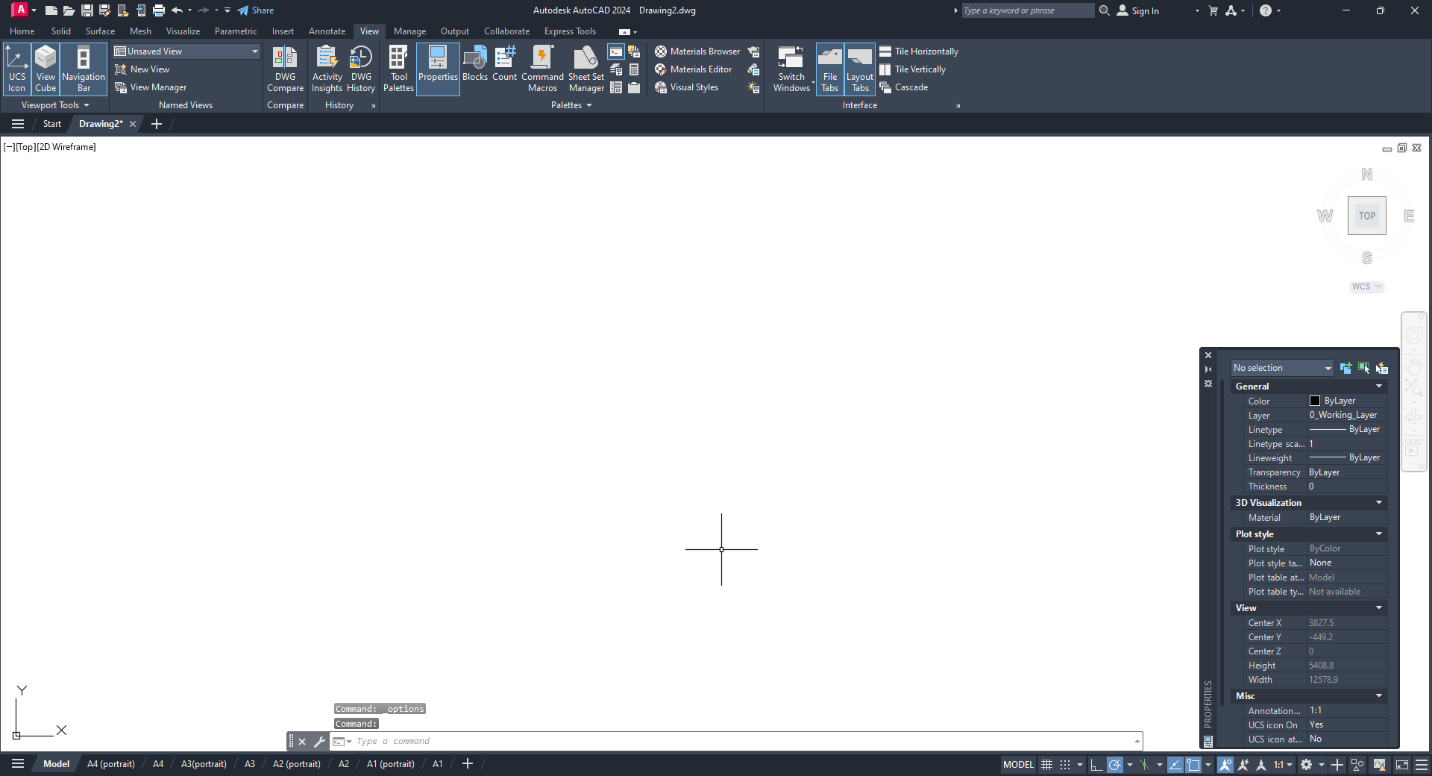 A Share Autodesk AutoCAD 2024 Drawing2.dwg Type a keyword or phrase Sign In ?
Home Solid Surface Mesh Visualize Parametric Insert Annotate View Manage Output Collaborate Express Tools
UCS Icon
View Cube
Navigation Bar
Viewport Tools
Unsaved View
New View
View Manager
Named Views
DWG Compare
Compare
Activity Insights
DWG History
History
Tool Palettes
Properties
Blocks
Count
Command Macros
Sheet Set Manager
Materials Browser
Materials Editor
Visual Styles
Palettes
Switch Windows
File Tabs
Layout Tabs
Tile Horizontally
Tile Vertically
Cascade
Interface
Start Drawing2*
[−][Top][2D Wireframe]
N
W TOP E
S
WCS
No selection
General
Color ByLayer
Layer 0_Working_Layer
Linetype ByLayer
Linetype sca... 1
Lineweight ByLayer
Transparency ByLayer
Thickness 0
3D Visualization
Material ByLayer
Plot style
Plot style ByColor
Plot style ta... None
Plot table at... Model
Plot table ty... Not available
View
Center X 3827.5
Center Y -449.2
Center Z 0
Height 5408.8
Width 12578.9
Misc
Annotation... 1:1
UCS icon On Yes
UCS icon at... No
PROPERTIES
Y
X
Command: _options
Command:
Type a command
Model A4 (portrait) A4 A3(portrait) A3 A2 (portrait) A2 A1 (portrait) A1 MODEL 1:1